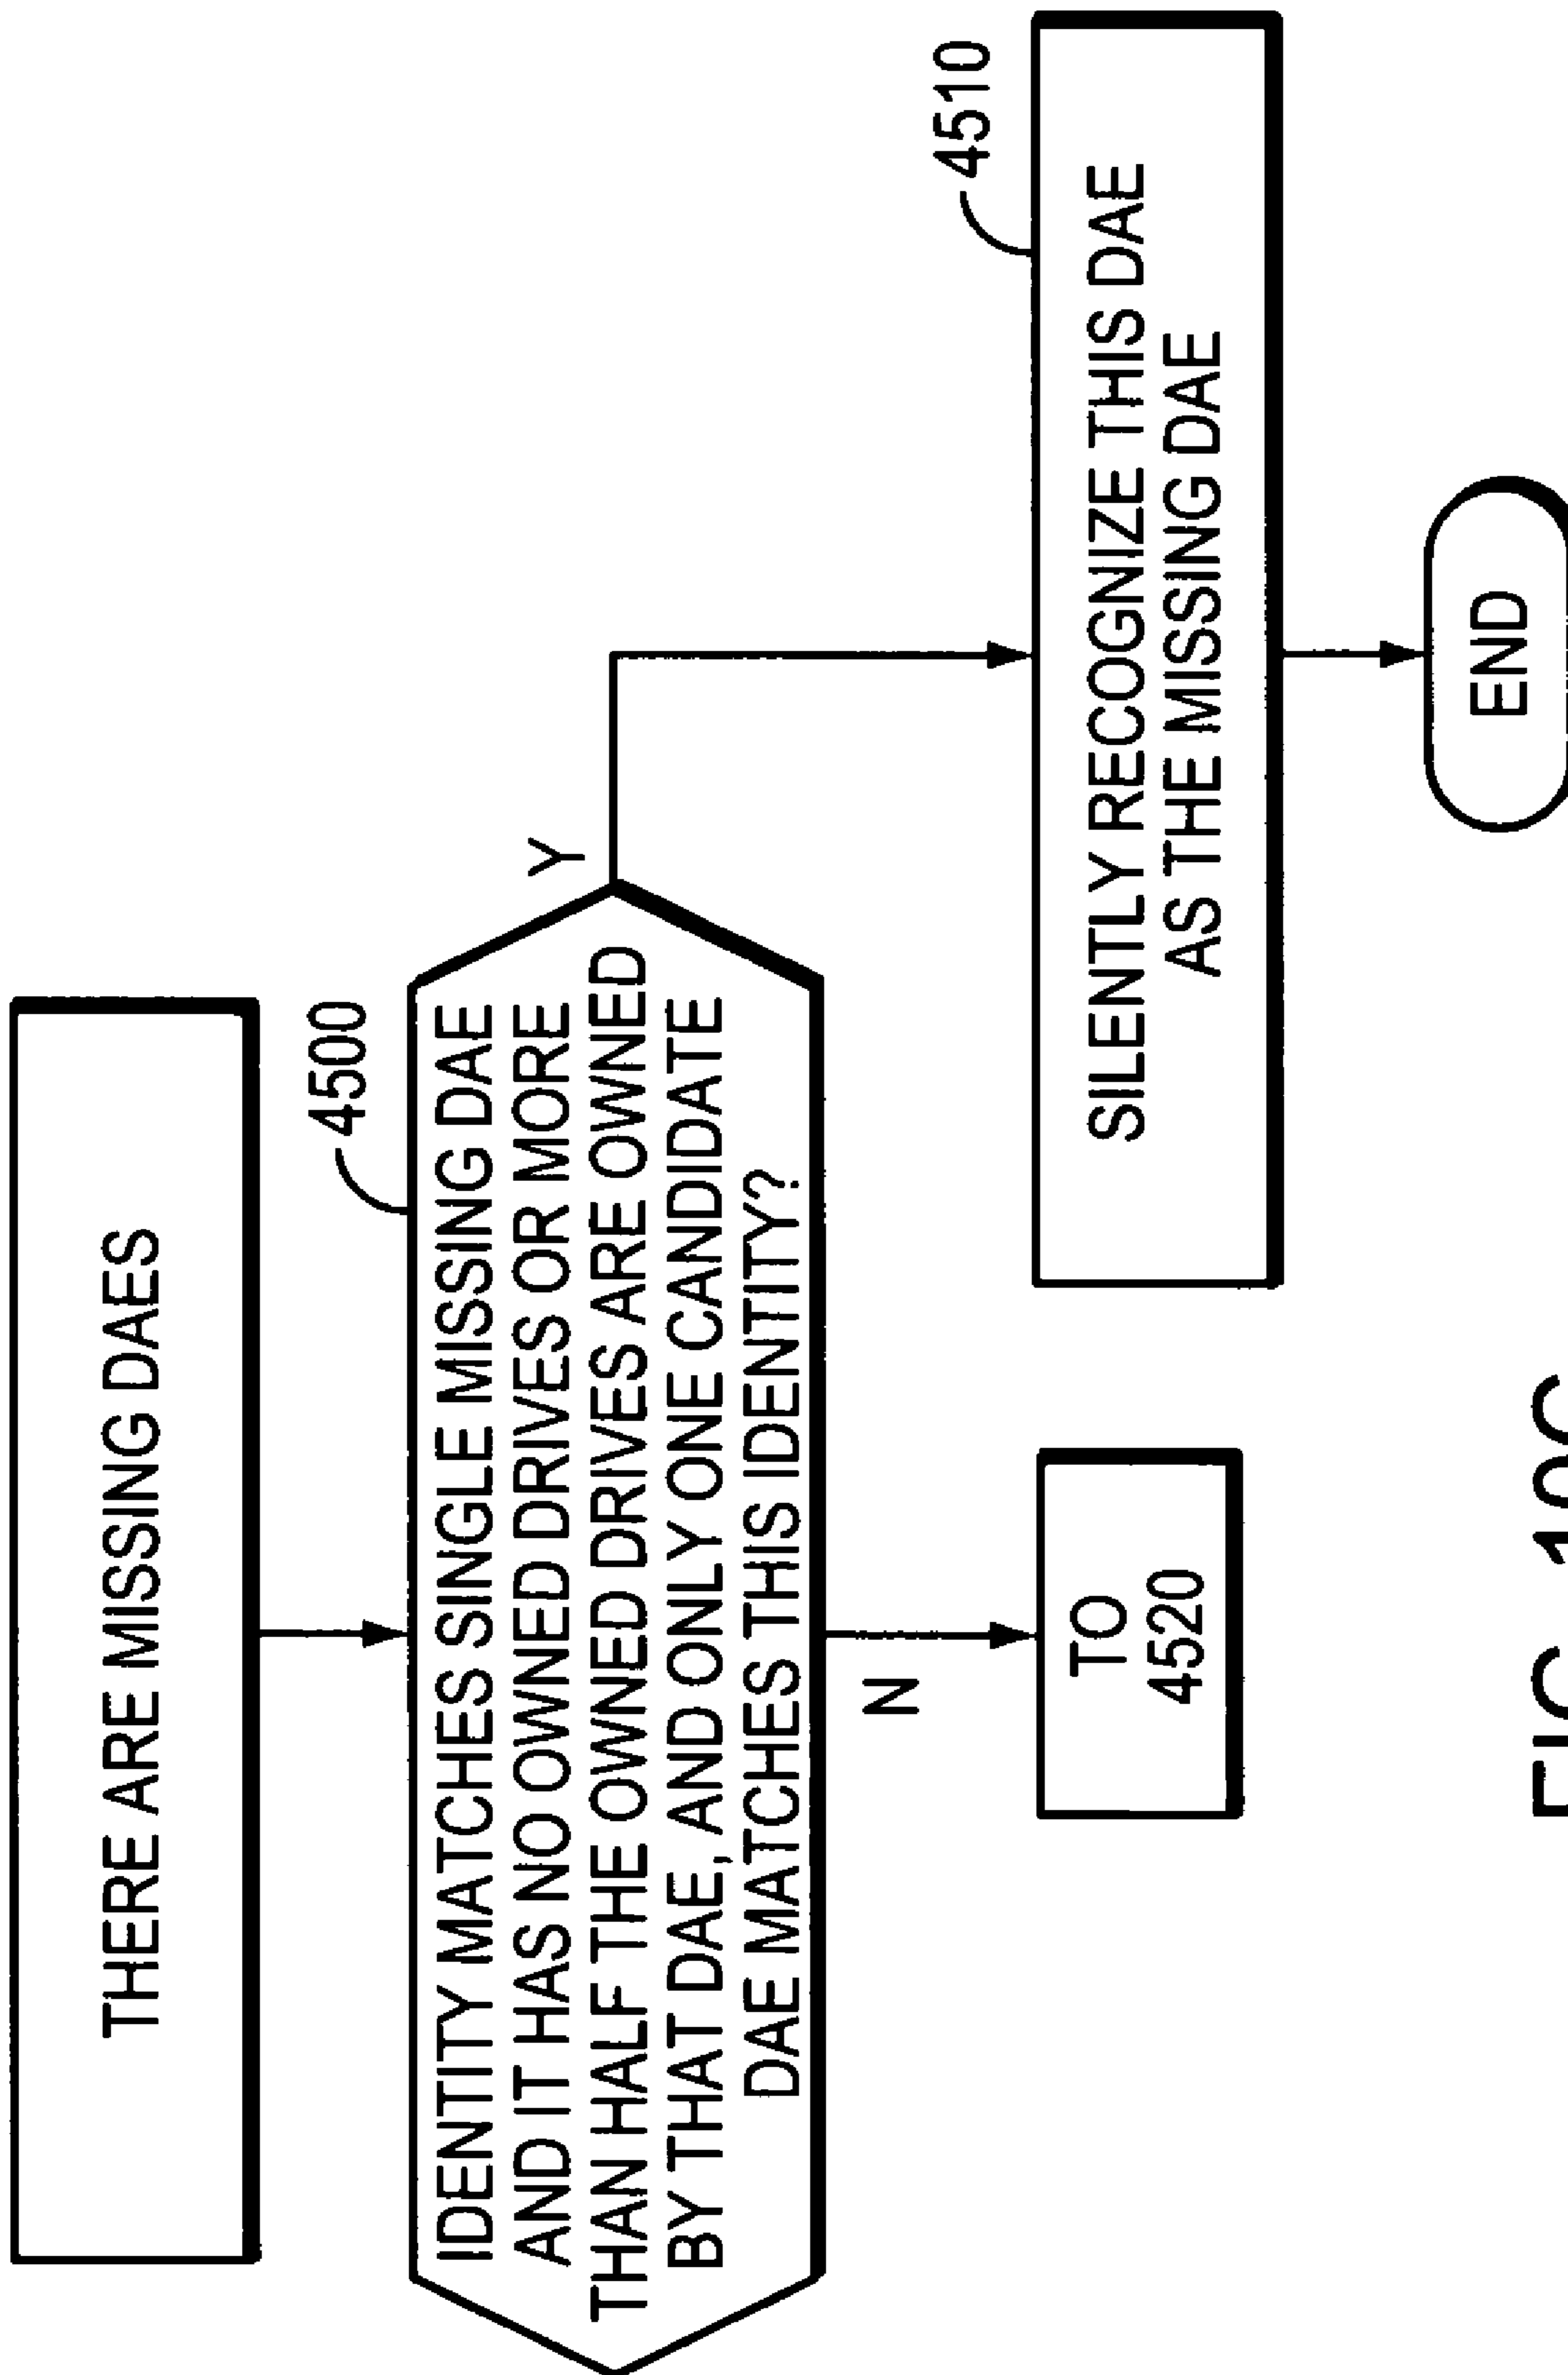 THERE ARE MISSING DAES
4500
IDENTITY MATCHES SINGLE MISSING DAE
AND IT HAS NO OWNED DRIVES OR MORE
THAN HALF THE OWNED DRIVES ARE OWNED
BY THAT DAE, AND ONLY ONE CANDIDATE
DAE MATCHES THIS IDENTITY?
Y
N
TO
4520
4510
SILENTLY RECOGNIZE THIS DAE
AS THE MISSING DAE
END